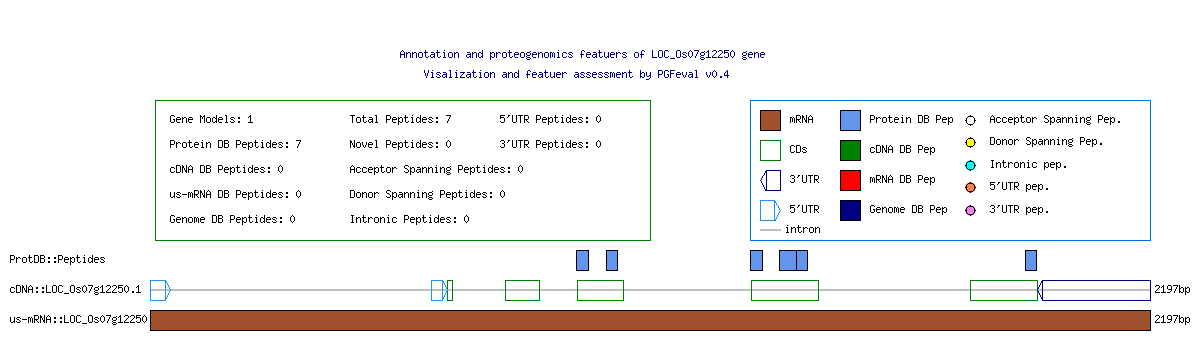 Annotation and proteogenomics featuers of LOC_Os07g12250 gene
Visalization and featuer assessment by PGFeval v0.4
Gene Models: 1
Total Peptides: 7
5'UTR Peptides: 0
Protein DB Peptides: 7
Novel Peptides: 0
3'UTR Peptides: 0
cDNA DB Peptides: 0
Acceptor Spanning Peptides: 0
us-mRNA DB Peptides: 0
Donor Spanning Peptides: 0
Genome DB Peptides: 0
Intronic Peptides: 0
mRNA
Protein DB Pep
Acceptor Spanning Pep.
CDs
cDNA DB Pep
Donor Spanning Pep.
3'UTR
mRNA DB Pep
Intronic pep.
5'UTR
Genome DB Pep
5'UTR pep.
intron
3'UTR pep.
ProtDB::Peptides
cDNA::LOC_Os07g12250.1
2197bp
us-mRNA::LOC_Os07g12250
2197bp